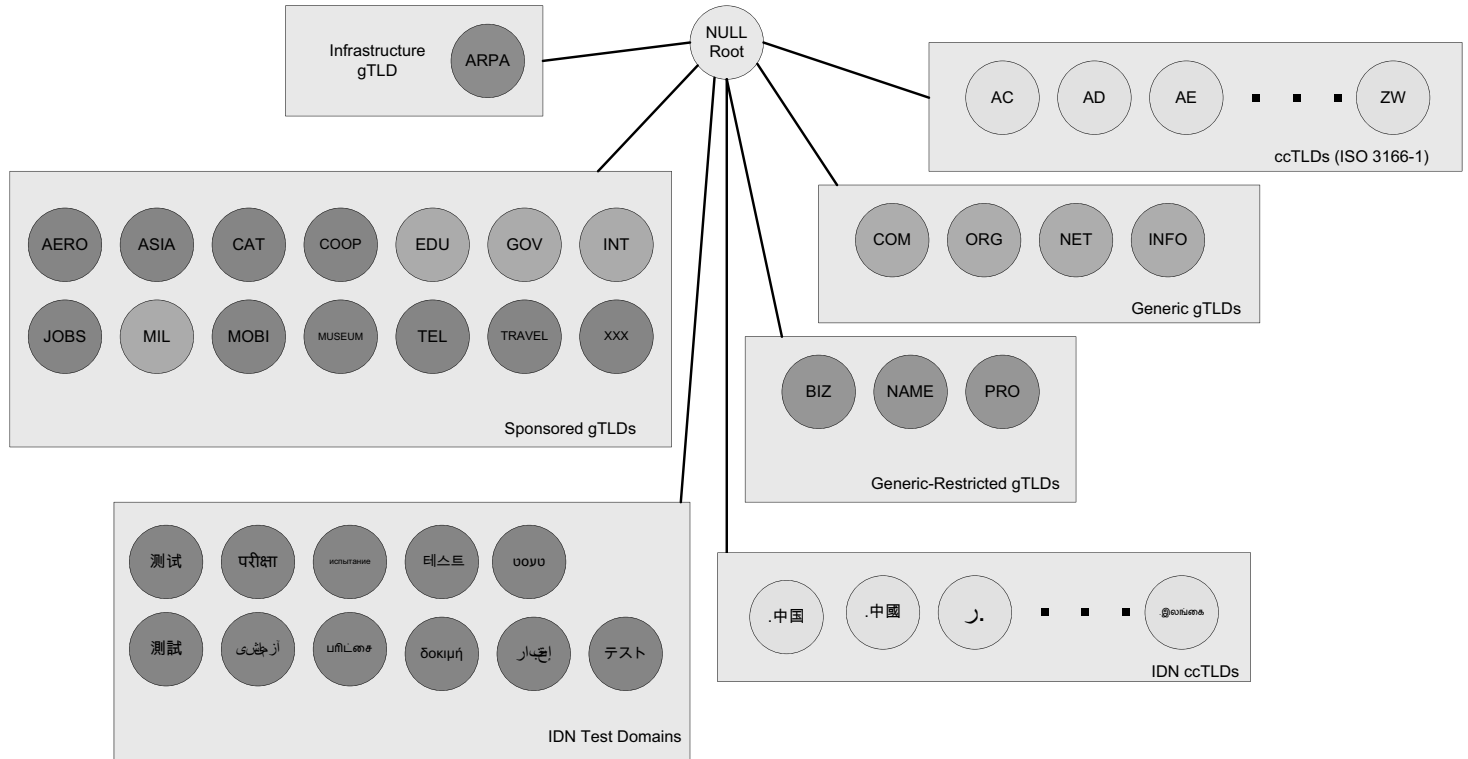 NULL
Root
Infrastructure
gTLD
ARPA
AC
AD
AE
ZW
ccTLDs (ISO 3166-1)
AERO
ASIA
CAT
COOP
EDU
GOV
INT
JOBS
MIL
MOBI
MUSEUM
TEL
TRAVEL
XXX
Sponsored gTLDs
COM
ORG
NET
INFO
Generic gTLDs
BIZ
NAME
PRO
Generic-Restricted gTLDs
测试
परीक्षा
испытание
테스트
טעסט
測試
آزمایشی
பரிட்சை
δοκιμή
إختبار
テスト
IDN Test Domains
.中国
.中國
.ر
.இலங்கை
IDN ccTLDs